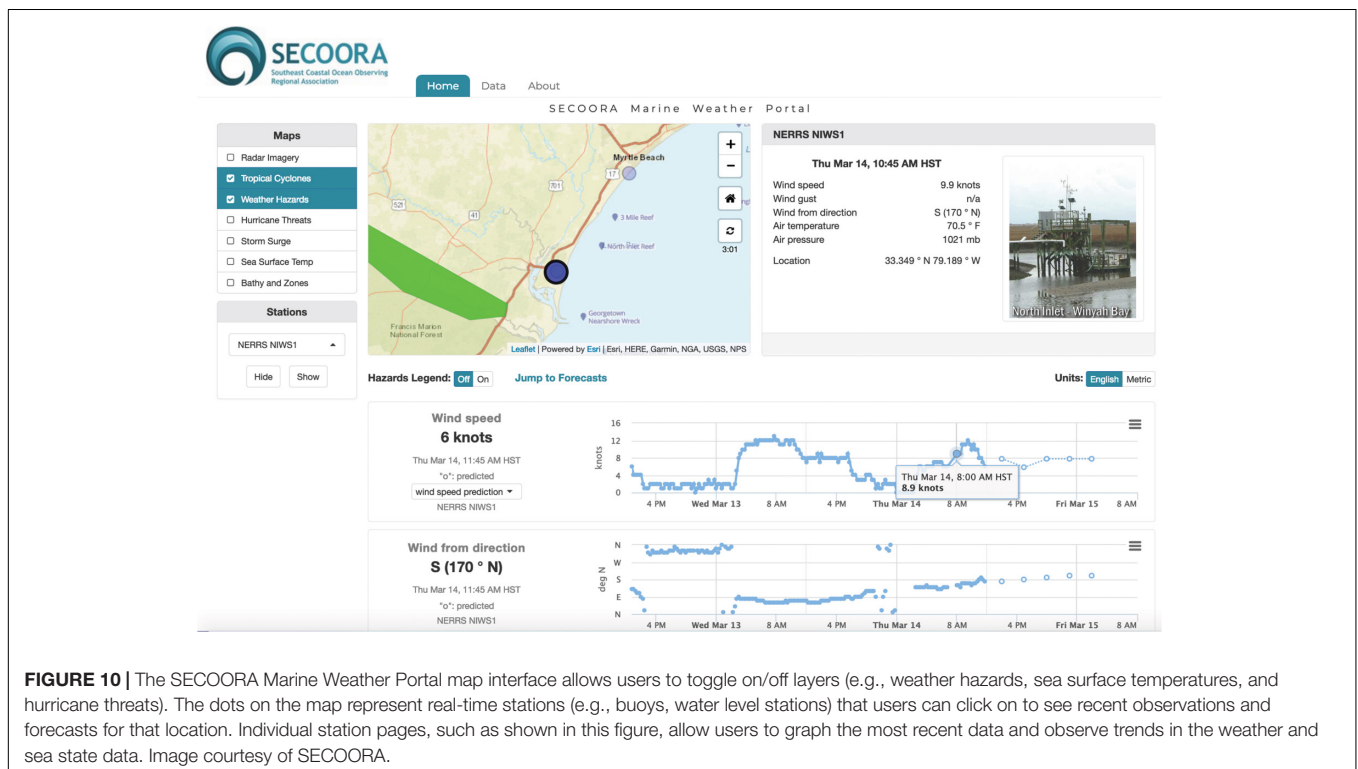 SECOORA
Southeast Coastal Ocean Observing
Regional Association
Home Data About
SECOORA Marine Weather Portal
Maps
Radar Imagery
Tropical Cyclones
Weather Hazards
Hurricane Threats
Storm Surge
Sea Surface Temp
Bathy and Zones
Stations
NERRS NIWS1
Hide Show
Myrtle Beach
17
701
521
41
3 Mile Reef
North Inlet Reef
Georgetown
Nearshore Wreck
Francis Marion
National Forest
+
−
3:01
Leaflet | Powered by Esri | Esri, HERE, Garmin, NGA, USGS, NPS
NERRS NIWS1
Thu Mar 14, 10:45 AM HST
Wind speed 9.9 knots
Wind gust n/a
Wind from direction S (170 ° N)
Air temperature 70.5 ° F
Air pressure 1021 mb
Location 33.349 ° N 79.189 ° W
North Inlet - Winyah Bay
Hazards Legend: Off On Jump to Forecasts Units: English Metric
Wind speed
6 knots
Thu Mar 14, 11:45 AM HST
"o": predicted
wind speed prediction
NERRS NIWS1
knots
16
12
8
4
0
Thu Mar 14, 8:00 AM HST
8.9 knots
4 PM Wed Mar 13 8 AM 4 PM Thu Mar 14 8 AM 4 PM Fri Mar 15 8 AM
Wind from direction
S (170 ° N)
Thu Mar 14, 11:45 AM HST
"o": predicted
NERRS NIWS1
deg N
N
W
S
E
N
4 PM Wed Mar 13 8 AM 4 PM Thu Mar 14 8 AM 4 PM Fri Mar 15 8 AM
FIGURE 10 | The SECOORA Marine Weather Portal map interface allows users to toggle on/off layers (e.g., weather hazards, sea surface temperatures, and
hurricane threats). The dots on the map represent real-time stations (e.g., buoys, water level stations) that users can click on to see recent observations and
forecasts for that location. Individual station pages, such as shown in this figure, allow users to graph the most recent data and observe trends in the weather and
sea state data. Image courtesy of SECOORA.